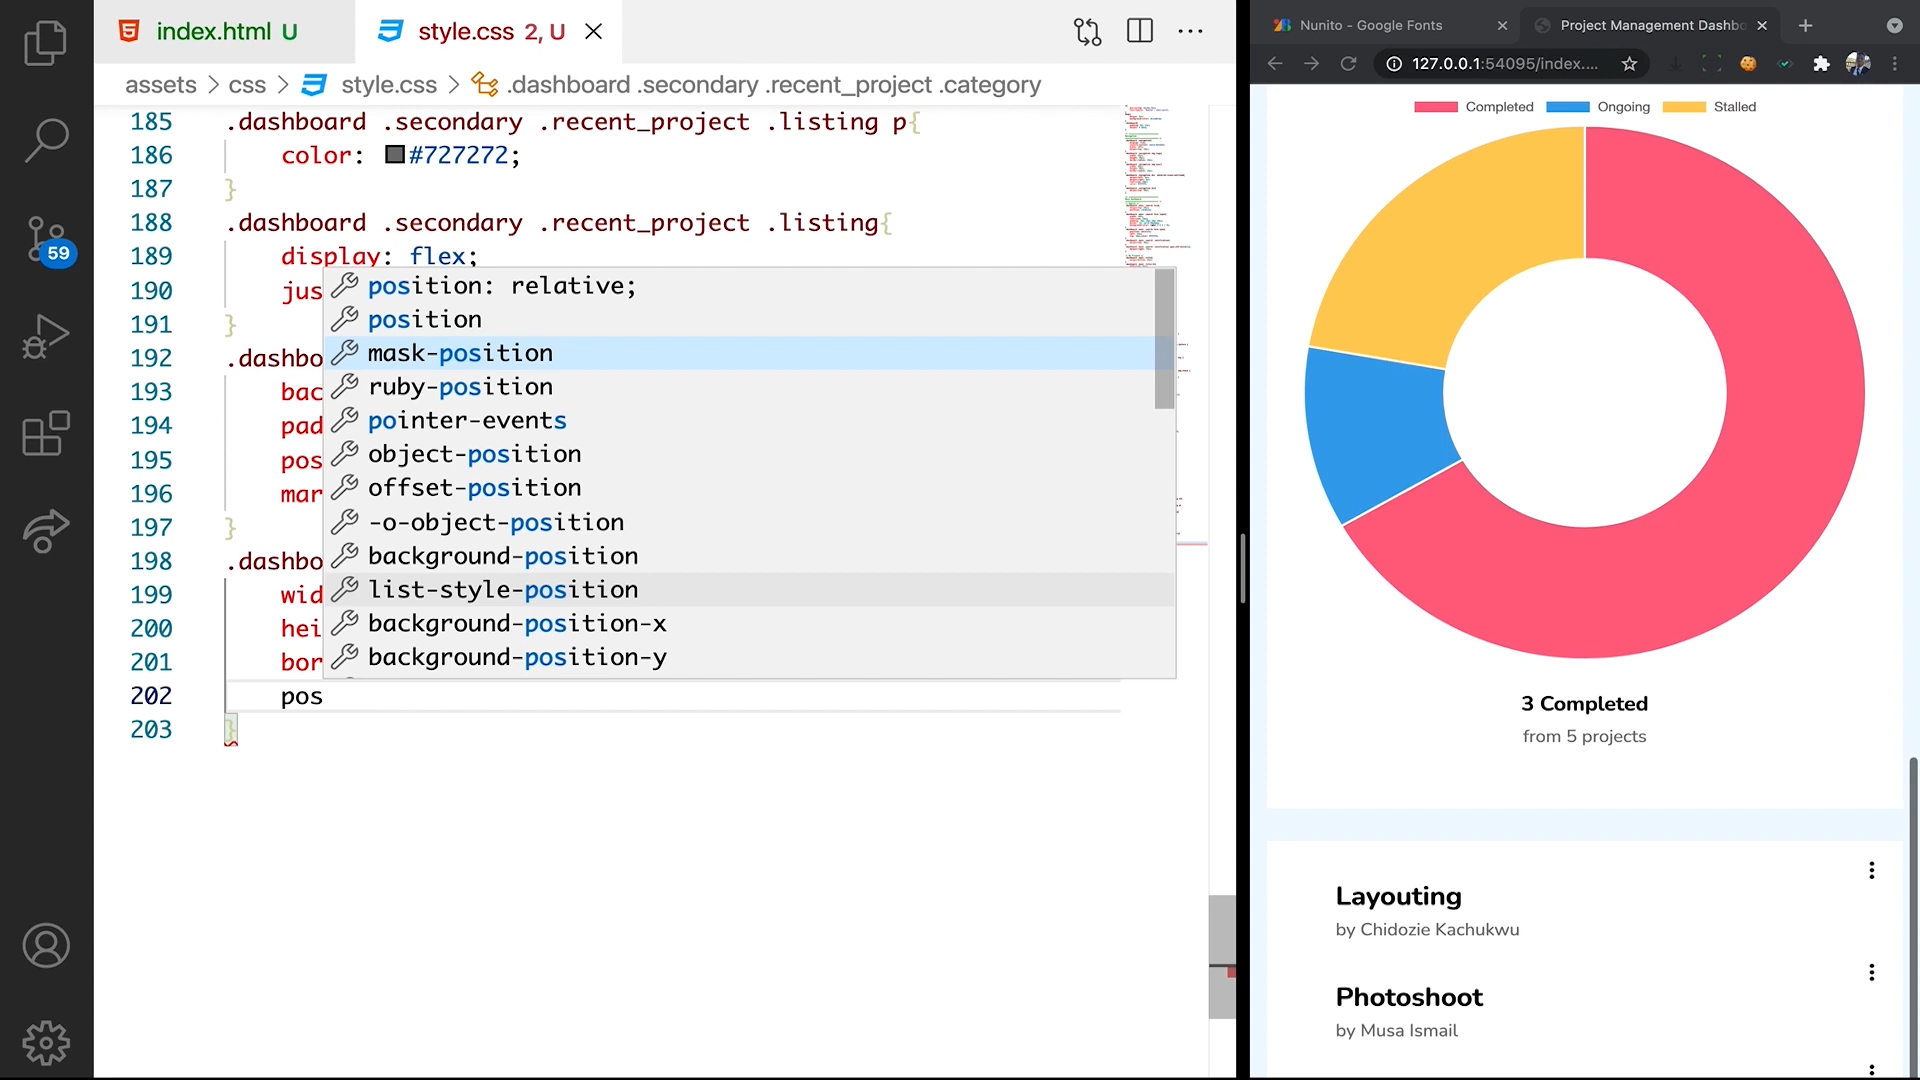 index.html U
style.css 2, U
assets > css > style.css > .dashboard .secondary .recent_project .category
185 .dashboard .secondary .recent_project .listing p{
186 color: #727272;
187 }
188 .dashboard .secondary .recent_project .listing{
189 display: flex;
190 jus
191 }
192 .dashbo
193 bac
194 pad
195 pos
196 mar
197 }
198 .dashbo
199 wid
200 hei
201 bor
202 pos
203 }
position: relative;
position
mask-position
ruby-position
pointer-events
object-position
offset-position
-o-object-position
background-position
list-style-position
background-position-x
background-position-y
59
Nunito - Google Fonts
Project Management Dashbo
127.0.0.1:54095/index....
Completed Ongoing Stalled
3 Completed
from 5 projects
Layouting
by Chidozie Kachukwu
Photoshoot
by Musa Ismail